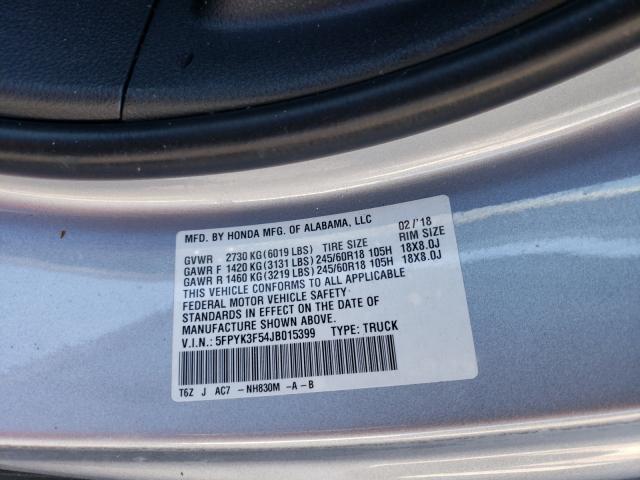 MFD. BY HONDA MFG. OF ALABAMA, LLC 02/'18
GVWR 2730 KG(6019 LBS) TIRE SIZE RIM SIZE
GAWR F 1420 KG(3131 LBS) 245/60R18 105H 18X8.0J
GAWR R 1460 KG(3219 LBS) 245/60R18 105H 18X8.0J
THIS VEHICLE CONFORMS TO ALL APPLICABLE
FEDERAL MOTOR VEHICLE SAFETY
STANDARDS IN EFFECT ON THE DATE OF
MANUFACTURE SHOWN ABOVE.
V.I.N.: 5FPYK3F54JB015399 TYPE: TRUCK
T6Z J AC7 -NH830M -A -B